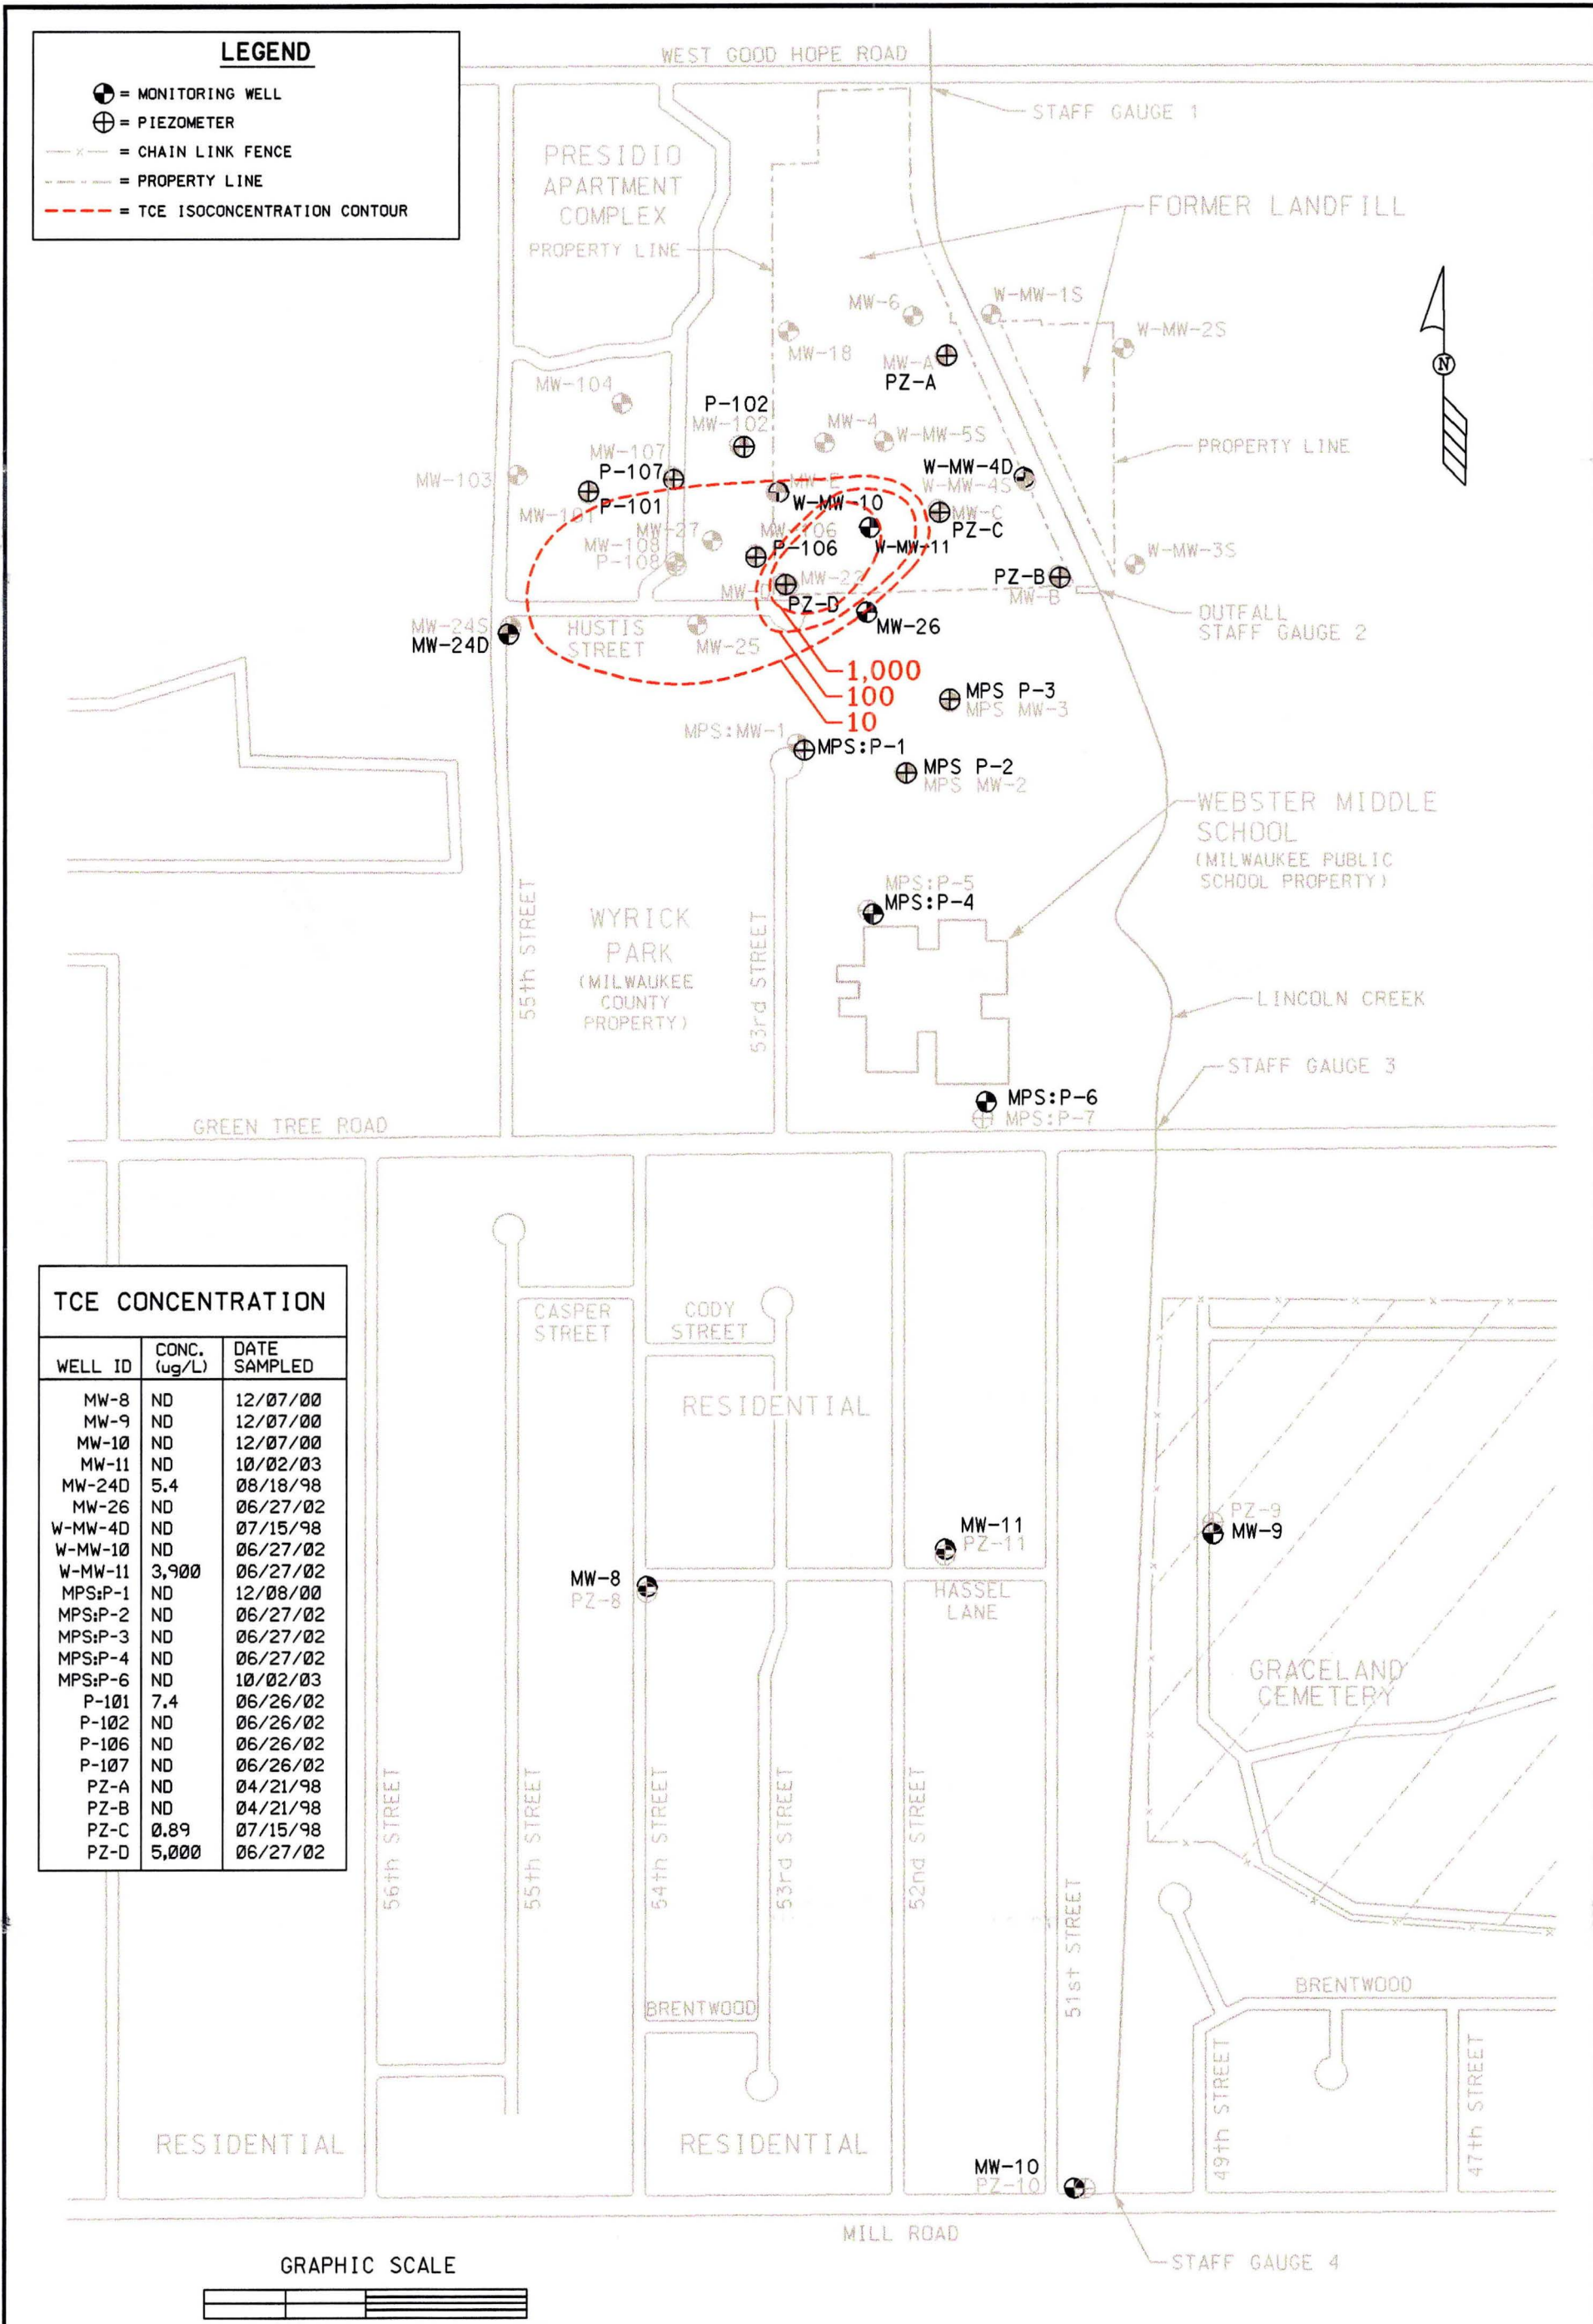 LEGEND
= MONITORING WELL
= PIEZOMETER
= CHAIN LINK FENCE
= PROPERTY LINE
= TCE ISOCONCENTRATION CONTOUR
WEST GOOD HOPE ROAD
STAFF GAUGE 1
PRESIDIO
APARTMENT
COMPLEX
PROPERTY LINE
FORMER LANDFILL
N
MW-6
W-MW-1S
W-MW-2S
MW-18
MW-A
PZ-A
MW-104
P-102
MW-102
MW-4
W-MW-5S
PROPERTY LINE
MW-107
P-107
MW-103
W-MW-4D
W-MW-4S
MW-E
W-MW-10
P-101
MW-101
MW-C
PZ-C
MW-27
MW-106
P-106
W-MW-11
MW-108
P-108
W-MW-3S
PZ-B
MW-B
MW-22
MW-D
PZ-D
MW-26
OUTFALL
STAFF GAUGE 2
MW-24S
MW-24D
HUSTIS
STREET
MW-25
1,000
100
10
MPS P-3
MPS MW-3
MPS:MW-1
MPS:P-1
MPS P-2
MPS MW-2
WEBSTER MIDDLE
SCHOOL
(MILWAUKEE PUBLIC
SCHOOL PROPERTY)
MPS:P-5
MPS:P-4
55th STREET
WYRICK
PARK
(MILWAUKEE
COUNTY
PROPERTY)
53rd STREET
LINCOLN CREEK
STAFF GAUGE 3
MPS:P-6
MPS:P-7
GREEN TREE ROAD
TCE CONCENTRATION
WELL ID CONC. (ug/L) DATE SAMPLED
MW-8 ND 12/07/00
MW-9 ND 12/07/00
MW-10 ND 12/07/00
MW-11 ND 10/02/03
MW-24D 5.4 08/18/98
MW-26 ND 06/27/02
W-MW-4D ND 07/15/98
W-MW-10 ND 06/27/02
W-MW-11 3,900 06/27/02
MPS:P-1 ND 12/08/00
MPS:P-2 ND 06/27/02
MPS:P-3 ND 06/27/02
MPS:P-4 ND 06/27/02
MPS:P-6 ND 10/02/03
P-101 7.4 06/26/02
P-102 ND 06/26/02
P-106 ND 06/26/02
P-107 ND 06/26/02
PZ-A ND 04/21/98
PZ-B ND 04/21/98
PZ-C 0.89 07/15/98
PZ-D 5,000 06/27/02
CASPER
STREET
CODY
STREET
RESIDENTIAL
MW-11
PZ-11
PZ-9
MW-9
MW-8
PZ-8
HASSEL
LANE
GRACELAND
CEMETERY
56th STREET
55th STREET
54th STREET
53rd STREET
52nd STREET
51st STREET
BRENTWOOD
BRENTWOOD
49th STREET
47th STREET
RESIDENTIAL
RESIDENTIAL
MW-10
PZ-10
MILL ROAD
STAFF GAUGE 4
GRAPHIC SCALE